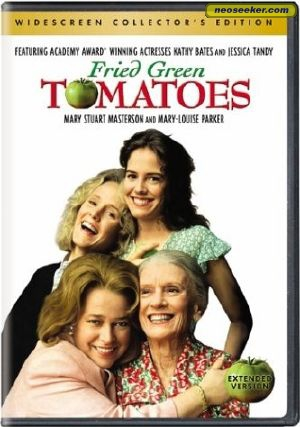 neoseeker.com
WIDESCREEN COLLECTOR'S EDITION
FEATURING ACADEMY AWARD® WINNING ACTRESSES KATHY BATES AND JESSICA TANDY
Fried Green
TOMATOES
MARY STUART MASTERSON AND MARY-LOUISE PARKER
EXTENDED
VERSION